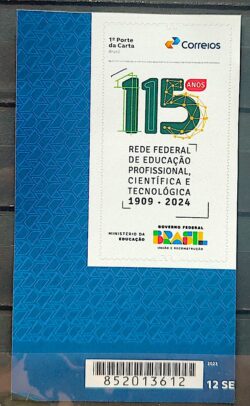 1º Porte
da Carta
Brasil
Correios
115 ANOS
REDE FEDERAL
DE EDUCAÇÃO
PROFISSIONAL,
CIENTÍFICA E
TECNOLÓGICA
1909 - 2024
MINISTÉRIO DA
EDUCAÇÃO
GOVERNO FEDERAL
BRASIL
UNIÃO E RECONSTRUÇÃO
852013612
12 SE